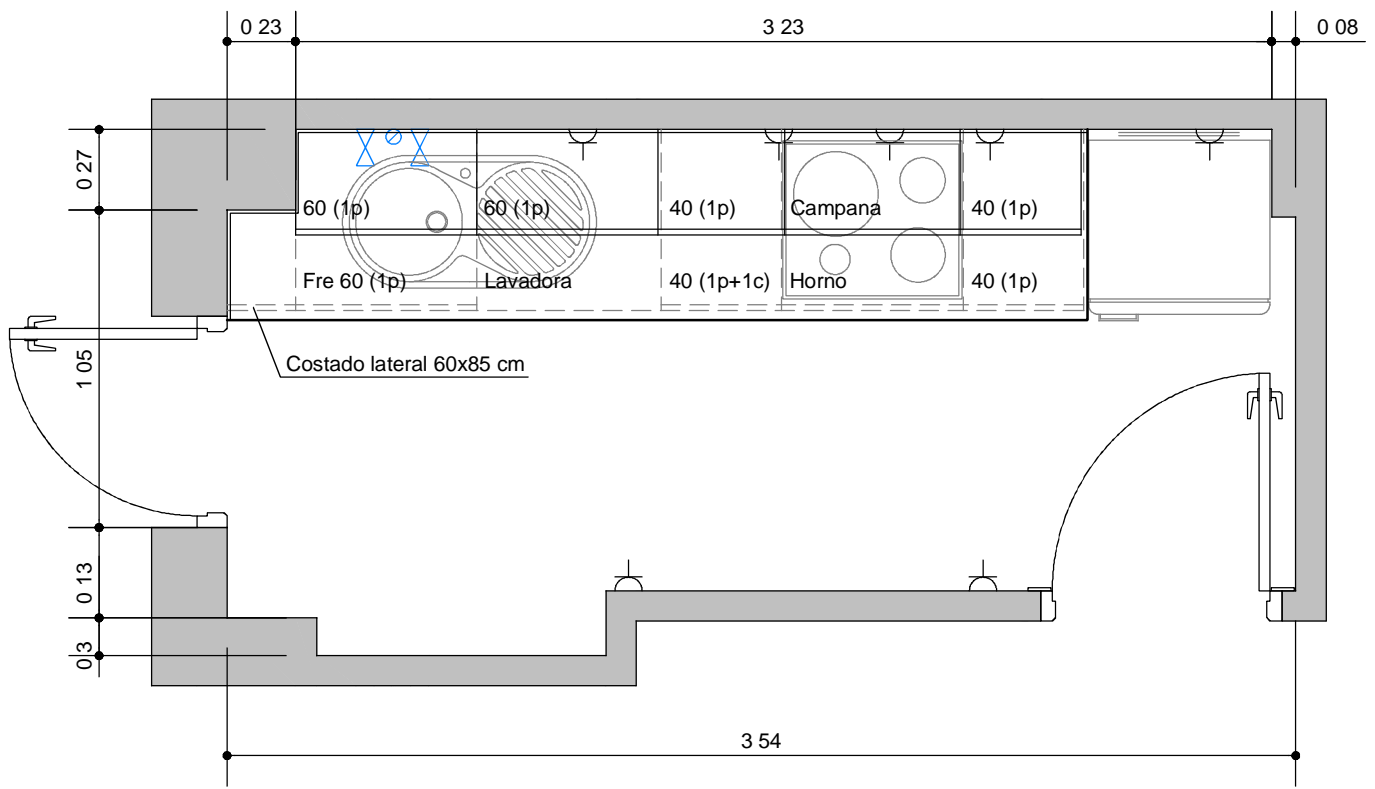 0 23
3 23
0 08
0 27
60 (1p)
60 (1p)
40 (1p)
Campana
40 (1p)
Fre 60 (1p)
Lavadora
40 (1p+1c)
Horno
40 (1p)
1 05
Costado lateral 60x85 cm
0 13
0 3
3 54